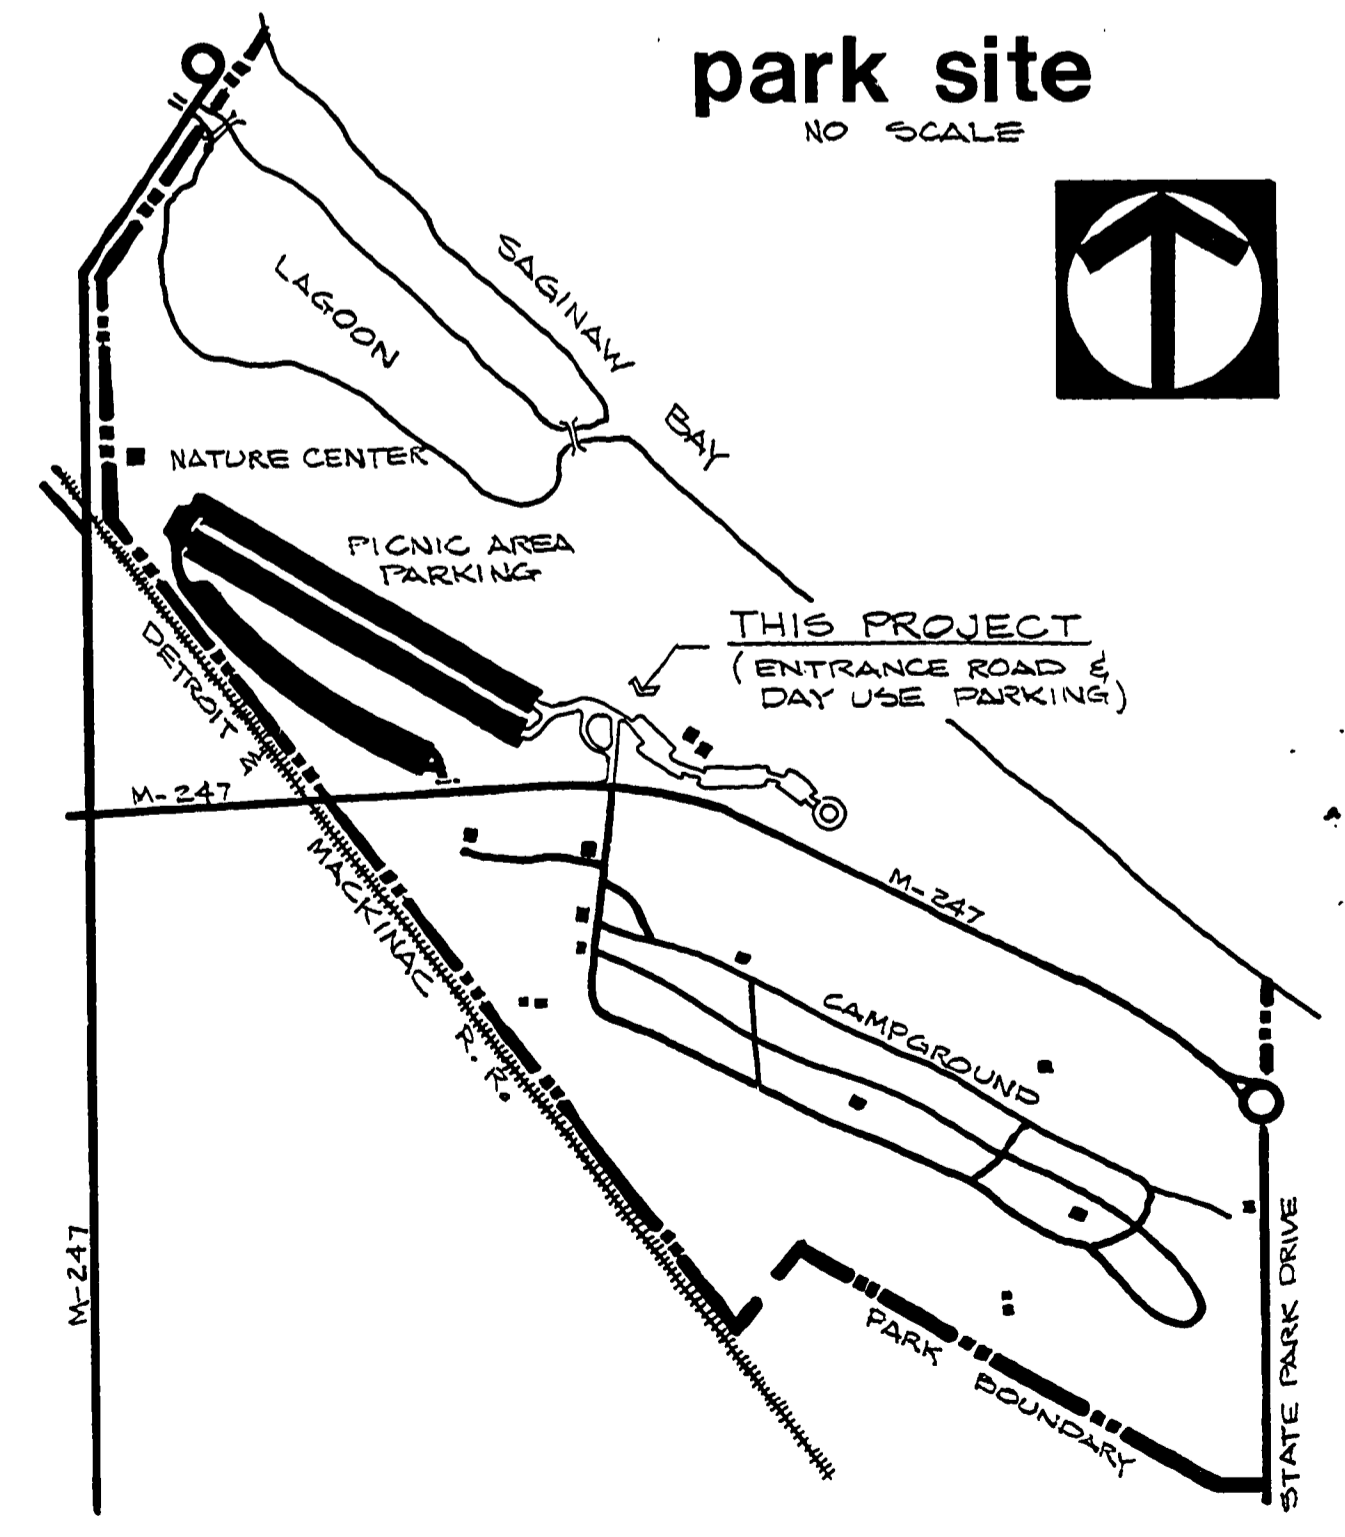 park site
NO SCALE
SAGINAW
BAY
LAGOON
NATURE CENTER
PICNIC AREA
PARKING
THIS PROJECT
(ENTRANCE ROAD &
DAY USE PARKING)
DETROIT &
MACKINAC
R. R.
M-247
M-247
CAMPGROUND
M-247
PARK
BOUNDARY
STATE PARK DRIVE